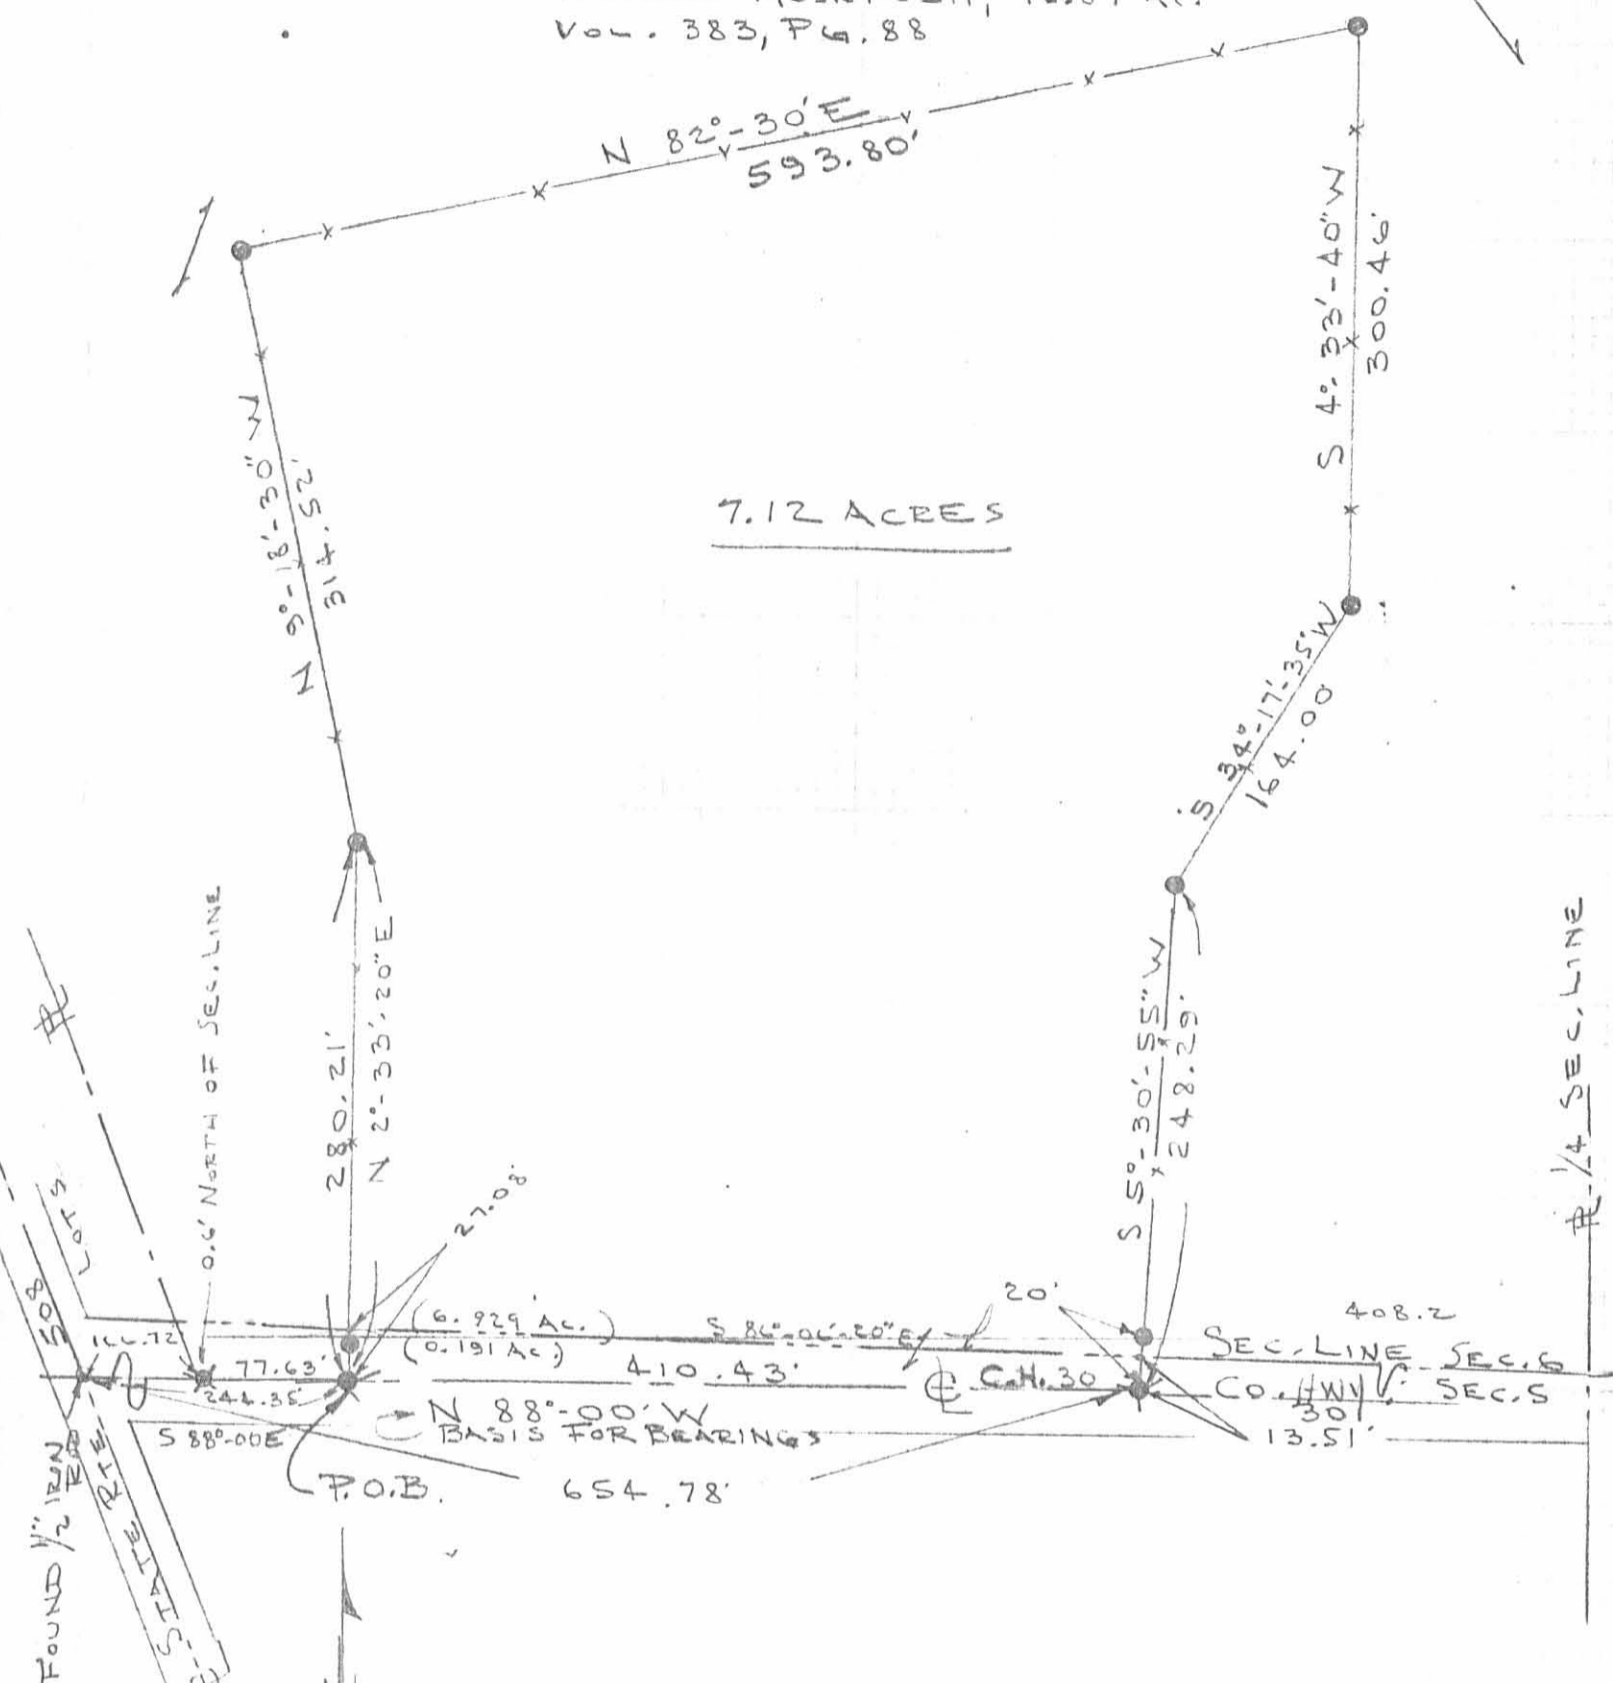 Vol. 383, Pg. 88
N 82°-30'E
593.80'
S 4°-33'-40"W
300.46'
N 9°-18'-30"W
314.52'
7.12 ACRES
S 34°-17'-35"W
164.00
0.6' NORTH OF SEC. LINE
280.21'
N 2°-33'-20"E
27.08'
S 5°-30'-55"W
248.29'
1/4 SEC. LINE
LOTS
508
166.72
77.63'
244.35'
(6.929 Ac.)
(0.191 Ac.)
S 86°-06'-20"E
20'
408.2
SEC. LINE SEC. 6
SEC. 5
410.43'
C.H. 30
CO. HWY
30
N 88°-00'W
BASIS FOR BEARINGS
S 88°-00E
13.51'
P.O.B.
654.78'
FOUND 1/2" IRON
ROD
STATE RTE.